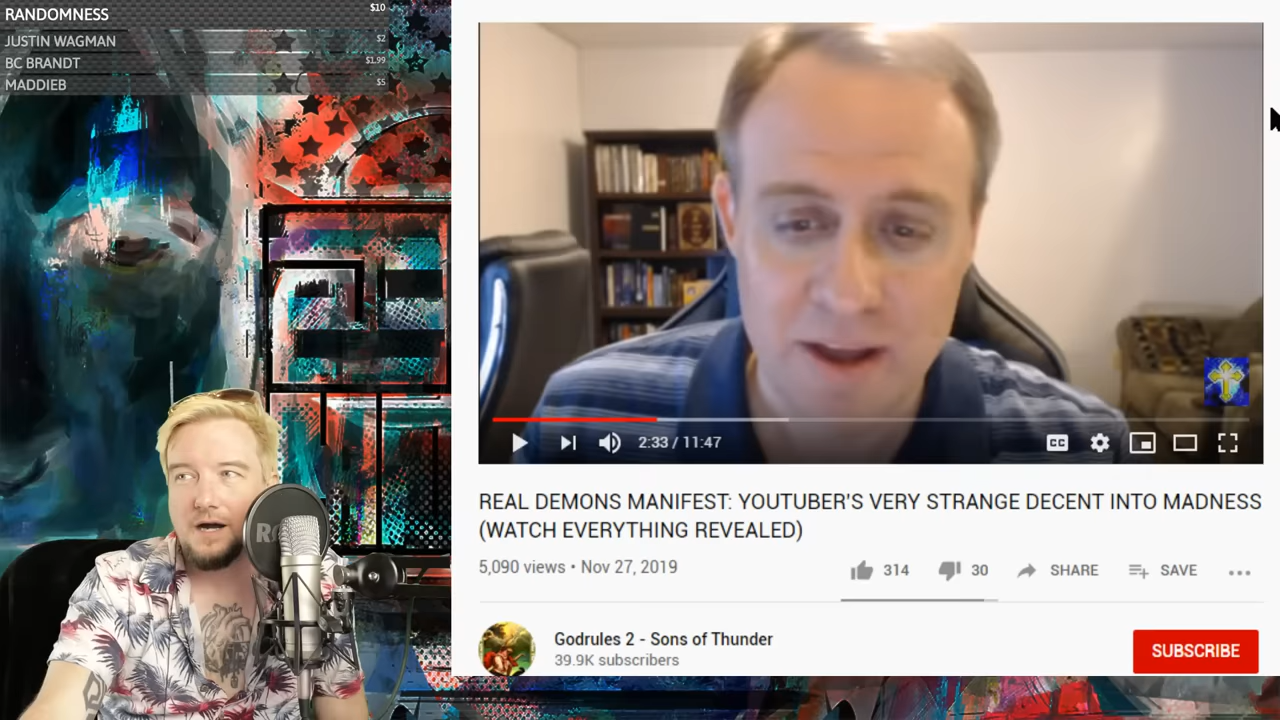 RANDOMNESS $10
JUSTIN WAGMAN $2
BC BRANDT $1.99
MADDIEB $5
2:33 / 11:47
CC
REAL DEMONS MANIFEST: YOUTUBER'S VERY STRANGE DECENT INTO MADNESS
(WATCH EVERYTHING REVEALED)
5,090 views • Nov 27, 2019
314 30 SHARE SAVE
Godrules 2 - Sons of Thunder
39.9K subscribers
SUBSCRIBE